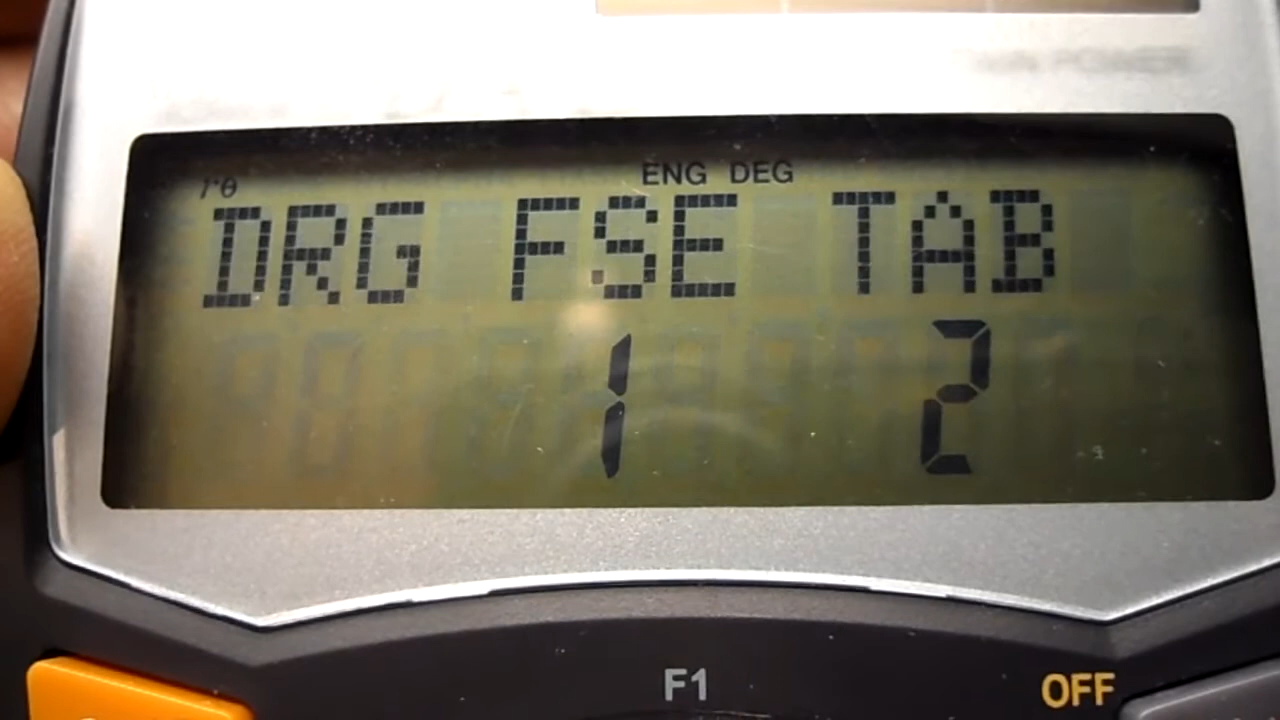 rθ ENG DEG
DRG FSE TAB
1 2
F1 OFF